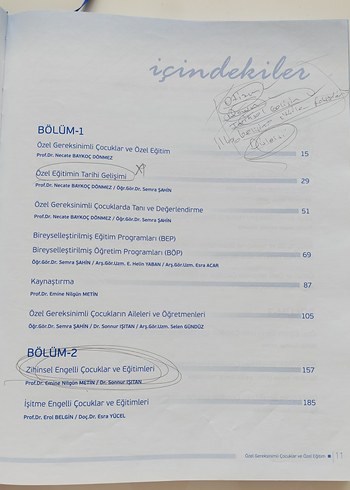 içindekiler
BÖLÜM-1
Özel Gereksinimli Çocuklar ve Özel Eğitim 15
Prof.Dr. Necate BAYKOÇ DÖNMEZ
Özel Eğitimin Tarihi Gelişimi 29
Prof.Dr. Necate BAYKOÇ DÖNMEZ / Öğr.Gör.Dr. Semra ŞAHİN
Özel Gereksinimli Çocuklarda Tanı ve Değerlendirme 51
Prof.Dr. Necate BAYKOÇ DÖNMEZ / Öğr.Gör.Dr. Semra ŞAHİN
Bireyselleştirilmiş Eğitim Programları (BEP)
Bireyselleştirilmiş Öğretim Programı (BÖP) 69
Öğr.Gör.Dr. Semra ŞAHİN / Arş.Gör.Uzm. E. Helin YABAN / Arş.Gör.Uzm. Esra ACAR
Kaynaştırma 87
Prof.Dr. Emine Nilgün METİN
Özel Gereksinimli Çocukların Aileleri ve Öğretmenleri 105
Öğr.Gör.Dr. Semra ŞAHİN / Dr. Sonnur IŞITAN / Arş.Gör.Uzm. Selen GÜNDÜZ
BÖLÜM-2
Zihinsel Engelli Çocuklar ve Eğitimleri 157
Prof.Dr. Emine Nilgün METİN / Dr. Sonnur IŞITAN
İşitme Engelli Çocuklar ve Eğitimleri 185
Prof.Dr. Erol BELGİN / Doç.Dr. Esra YÜCEL
Özel Gereksinimli Çocuklar ve Özel Eğitim 11